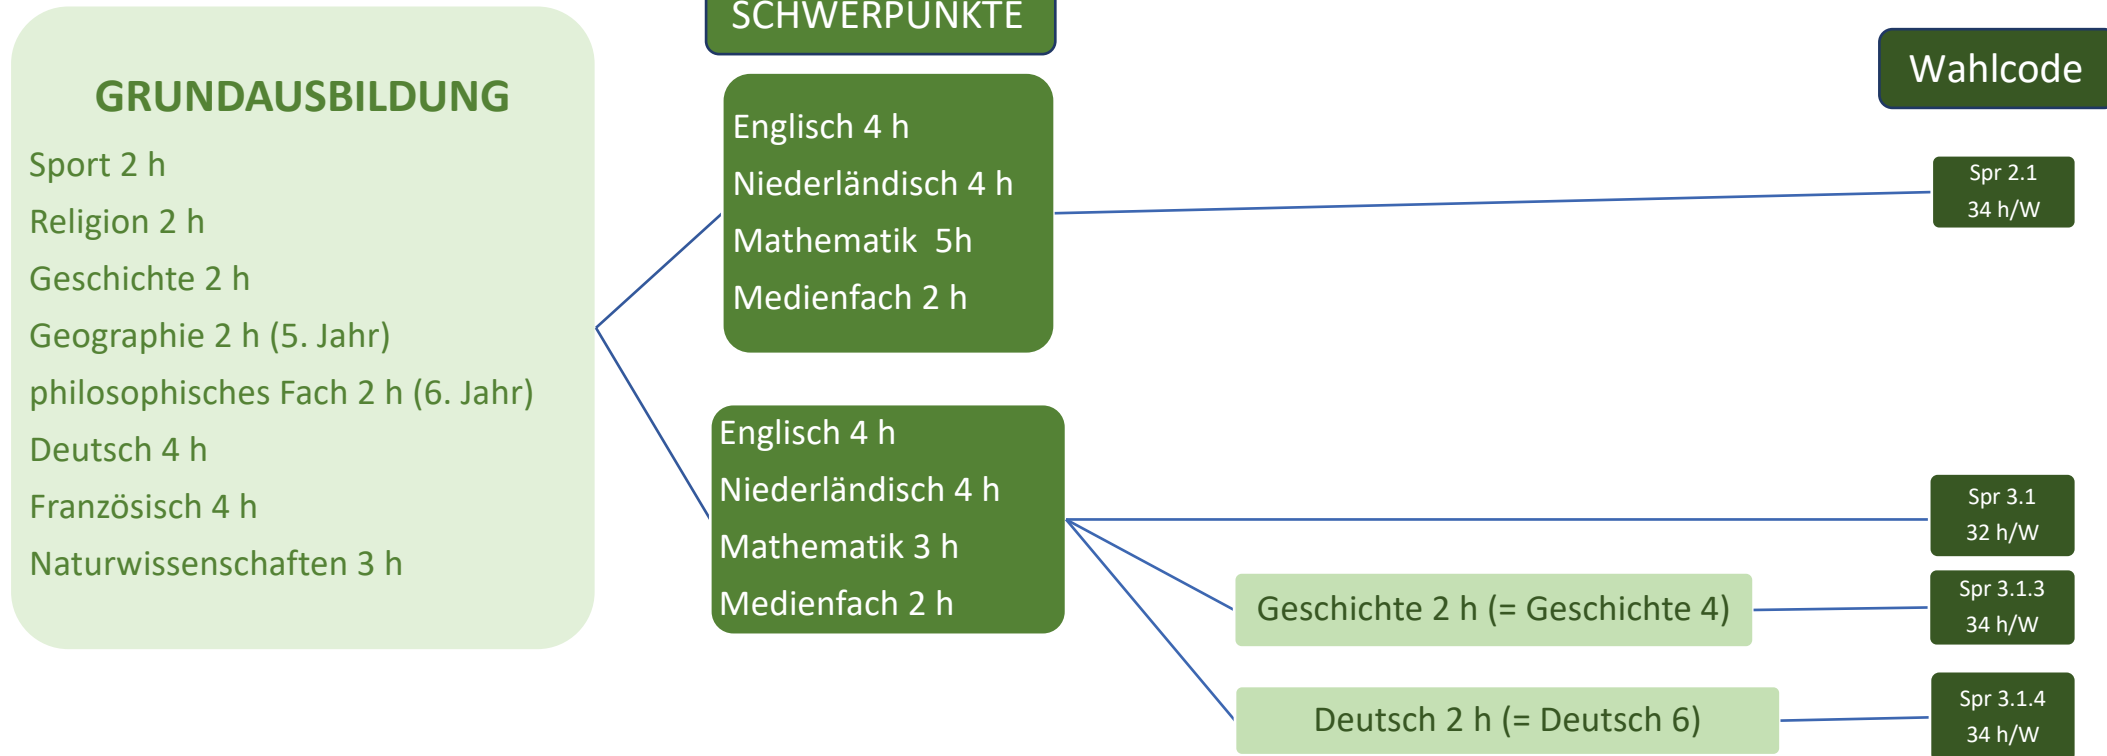 GRUNDAUSBILDUNG
Sport 2 h
Religion 2 h
Geschichte 2 h
Geographie 2 h (5. Jahr)
philosophisches Fach 2 h (6. Jahr)
Deutsch 4 h
Französisch 4 h
Naturwissenschaften 3 h
SCHWERPUNKTE
Englisch 4 h
Niederländisch 4 h
Mathematik  5h
Medienfach 2 h
Englisch 4 h
Niederländisch 4 h
Mathematik 3 h
Medienfach 2 h
Geschichte 2 h (= Geschichte 4)
Deutsch 2 h (= Deutsch 6)
Wahlcode
Spr 2.1
34 h/W
Spr 3.1
32 h/W
Spr 3.1.3
34 h/W
Spr 3.1.4
34 h/W